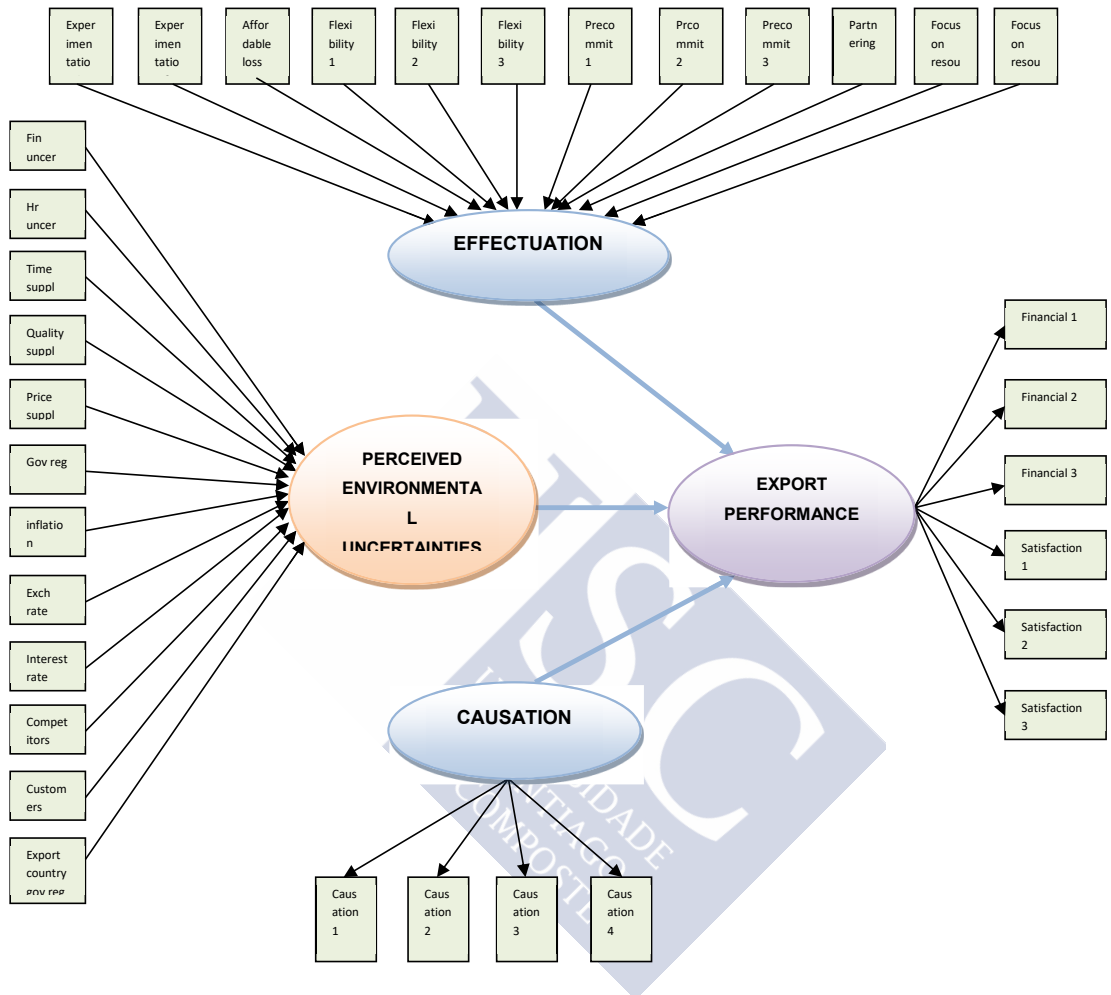 Exper
imen
tatio
Exper
imen
tatio
Affor
dable
loss
Flexi
bility
1
Flexi
bility
2
Flexi
bility
3
Preco
mmit
1
Prco
mmit
2
Preco
mmit
3
Partn
ering
Focus
on
resou
Focus
on
resou
Fin
uncer
Hr
uncer
Time
suppl
Quality
suppl
Price
suppl
Gov reg
inflatio
n
Exch
rate
Interest
rate
Compet
itors
Custom
ers
Export
country
gov reg
EFFECTUATION
PERCEIVED
ENVIRONMENTA
L
UNCERTAINTIES
EXPORT
PERFORMANCE
CAUSATION
Financial 1
Financial 2
Financial 3
Satisfaction
1
Satisfaction
2
Satisfaction
3
Caus
ation
1
Caus
ation
2
Caus
ation
3
Caus
ation
4
USC